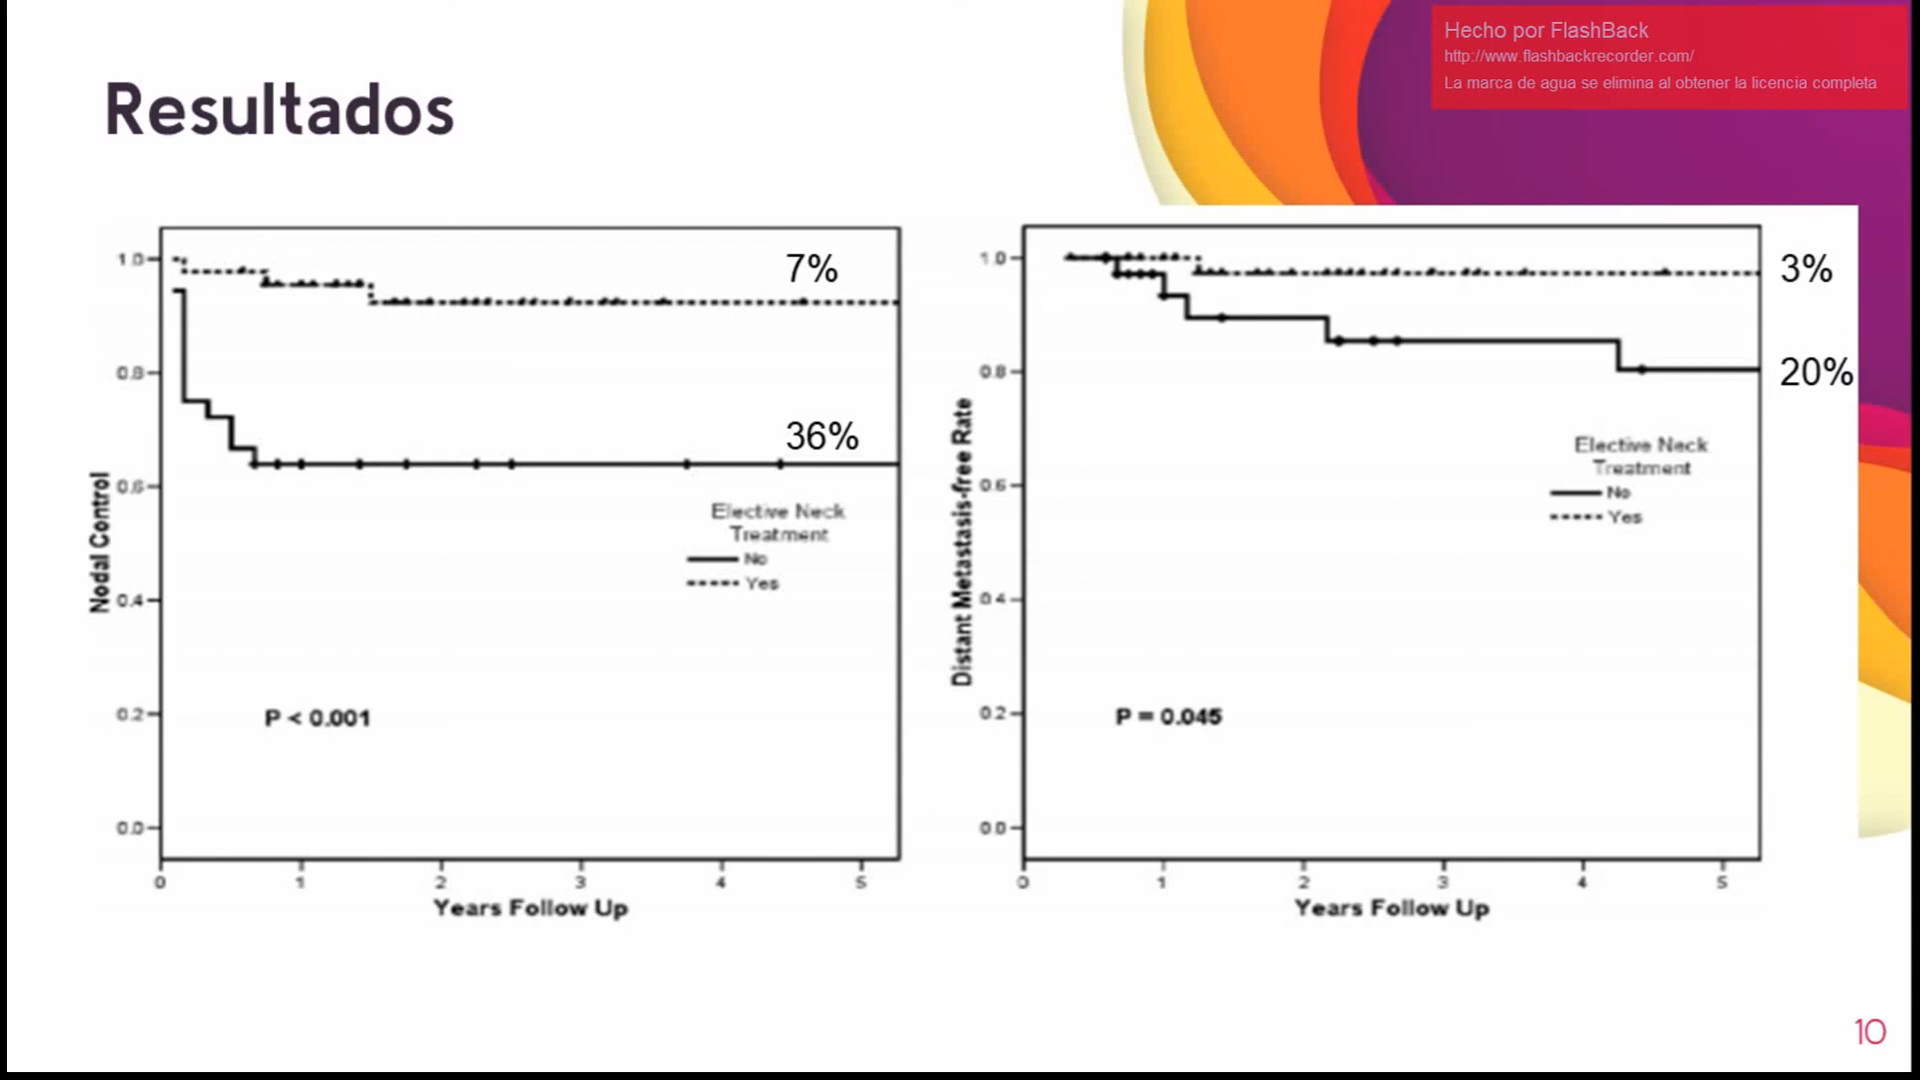 Hecho por FlashBack
http://www.flashbackrecorder.com/
La marca de agua se elimina al obtener la licencia completa
Resultados
Nodal Control
1.0
0.8
0.6
0.4
0.2
0.0
7%
36%
Elective Neck
Treatment
No
Yes
P < 0.001
0 1 2 3 4 5
Years Follow Up
Distant Metastasis-free Rate
1.0
0.8
0.6
0.4
0.2
0.0
3%
20%
Elective Neck
Treatment
No
Yes
P = 0.045
0 1 2 3 4 5
Years Follow Up
10